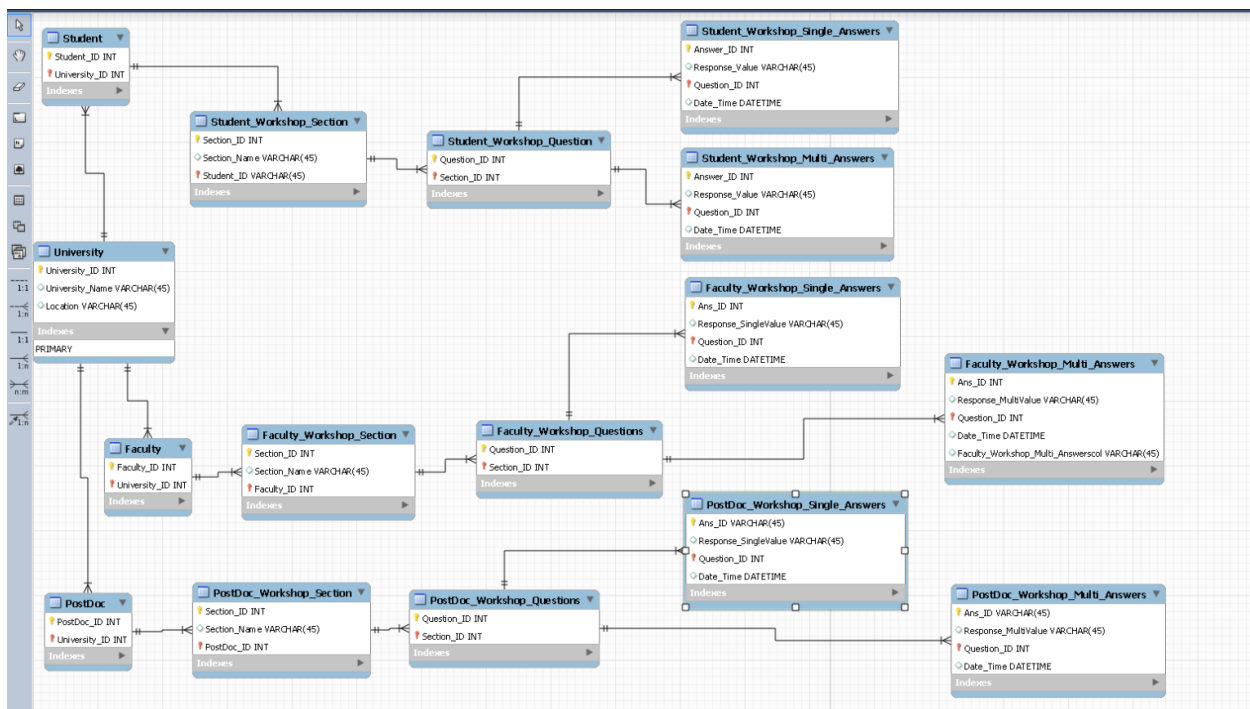 Student
Student_ID INT
University_ID INT
Indexes
Student_Workshop_Section
Section_ID INT
Section_Name VARCHAR(45)
Student_ID VARCHAR(45)
Indexes
Student_Workshop_Question
Question_ID INT
Section_ID INT
Indexes
Student_Workshop_Single_Answers
Answer_ID INT
Response_Value VARCHAR(45)
Question_ID INT
Date_Time DATETIME
Indexes
Student_Workshop_Multi_Answers
Answer_ID INT
Response_Value VARCHAR(45)
Question_ID INT
Date_Time DATETIME
Indexes
University
University_ID INT
University_Name VARCHAR(45)
Location VARCHAR(45)
Indexes
PRIMARY
1:1
1:n
1:1
1:n
n:m
1:n
Faculty
Faculty_ID INT
University_ID INT
Indexes
Faculty_Workshop_Section
Section_ID INT
Section_Name VARCHAR(45)
Faculty_ID INT
Indexes
Faculty_Workshop_Questions
Question_ID INT
Section_ID INT
Indexes
Faculty_Workshop_Single_Answers
Ans_ID INT
Response_SingleValue VARCHAR(45)
Question_ID INT
Date_Time DATETIME
Indexes
Faculty_Workshop_Multi_Answers
Ans_ID INT
Response_MultiValue VARCHAR(45)
Question_ID INT
Date_Time DATETIME
Faculty_Workshop_Multi_Answerscol VARCHAR(45)
Indexes
PostDoc
PostDoc_ID INT
University_ID INT
Indexes
PostDoc_Workshop_Section
Section_ID INT
Section_Name VARCHAR(45)
PostDoc_ID INT
Indexes
PostDoc_Workshop_Questions
Question_ID INT
Section_ID INT
Indexes
PostDoc_Workshop_Single_Answers
Ans_ID VARCHAR(45)
Response_SingleValue VARCHAR(45)
Question_ID INT
Date_Time DATETIME
Indexes
PostDoc_Workshop_Multi_Answers
Ans_ID VARCHAR(45)
Response_MultiValue VARCHAR(45)
Question_ID INT
Date_Time DATETIME
Indexes